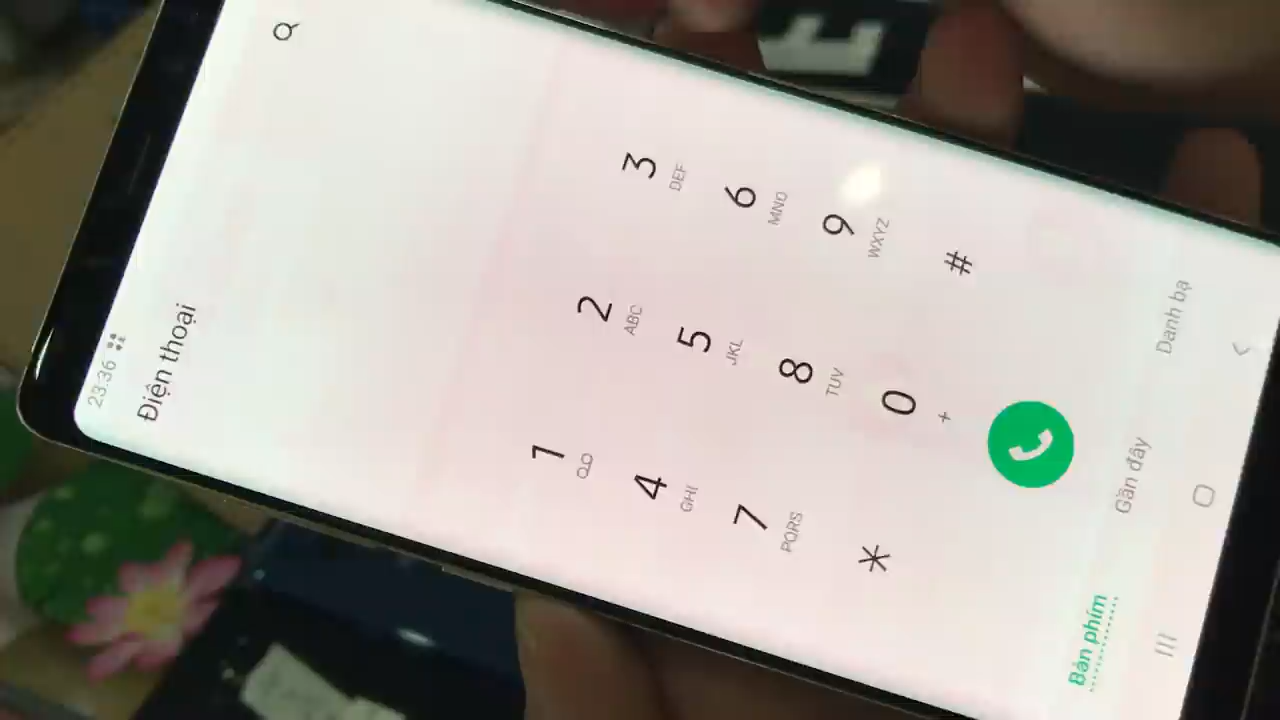 23:36
Điện thoại
1 2 ABC 3 DEF
4 GHI 5 JKL 6 MNO
7 PQRS 8 TUV 9 WXYZ
* 0 + #
Bàn phím Gần đây Danh bạ